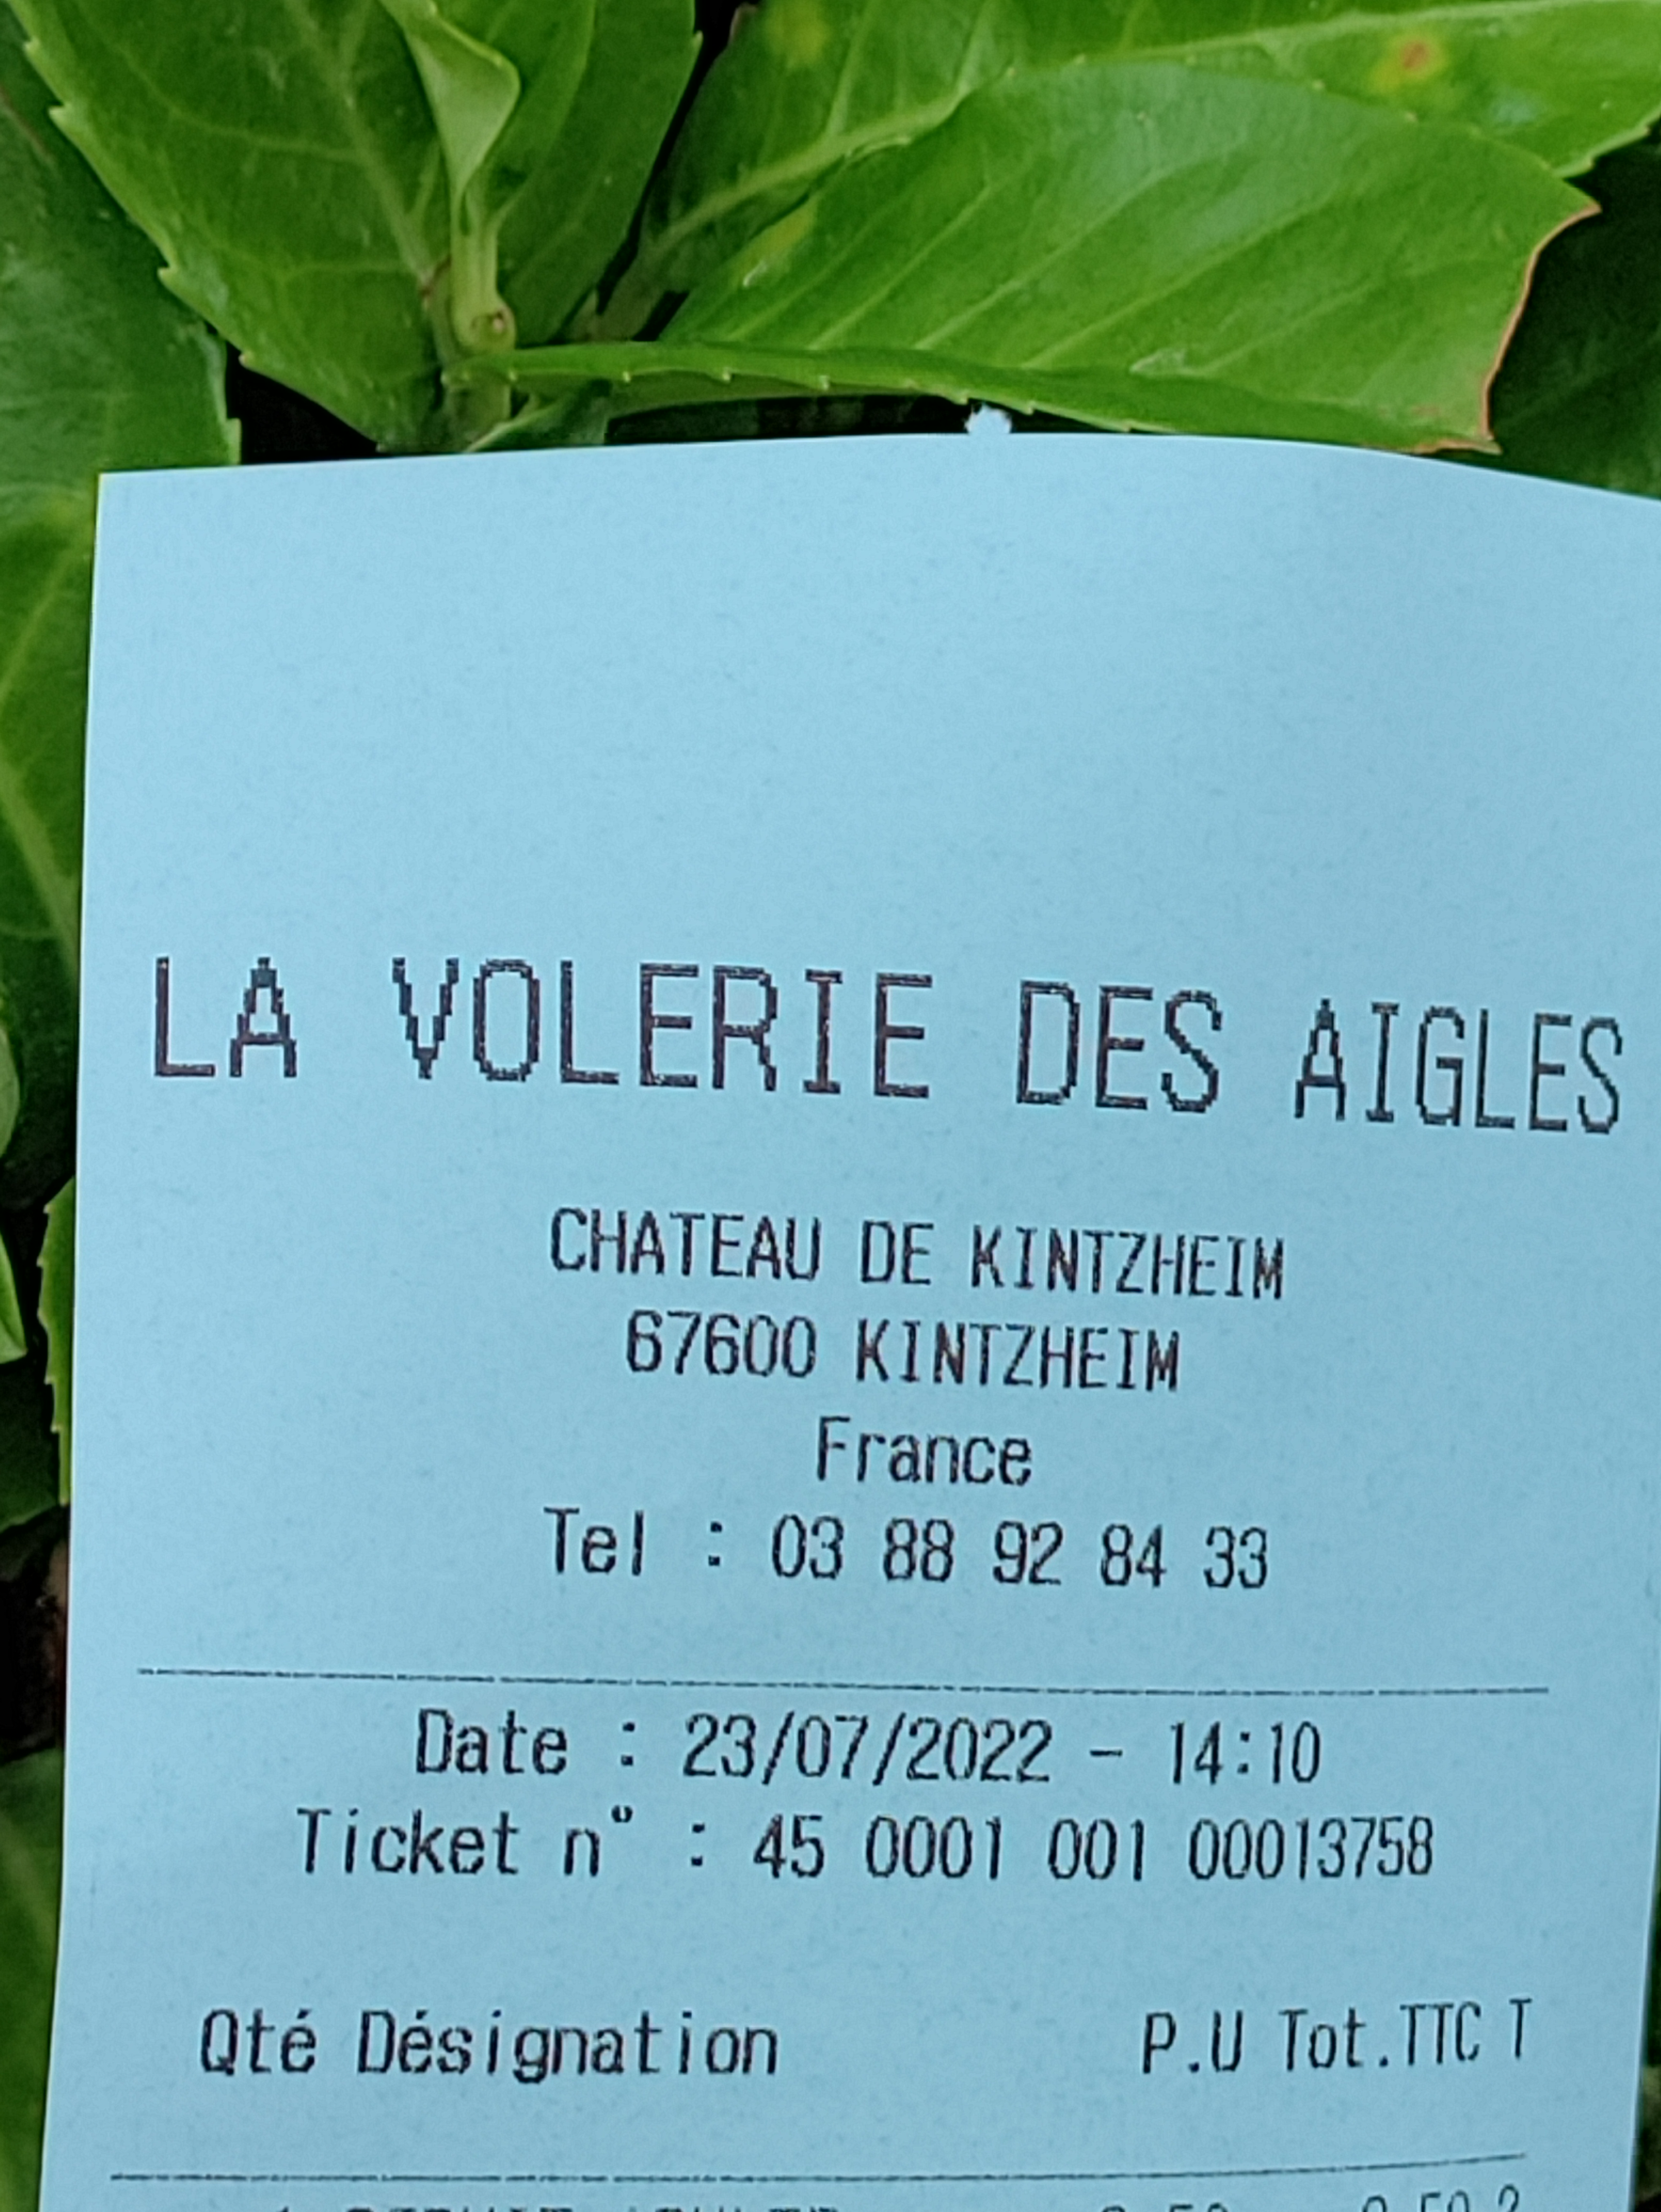 LA VOLERIE DES AIGLES
CHATEAU DE KINTZHEIM
67600 KINTZHEIM
France
Tel : 03 88 92 84 33
Date : 23/07/2022 - 14:10
Ticket n° : 45 0001 001 00013758
Qté Désignation P.U Tot.TTC T